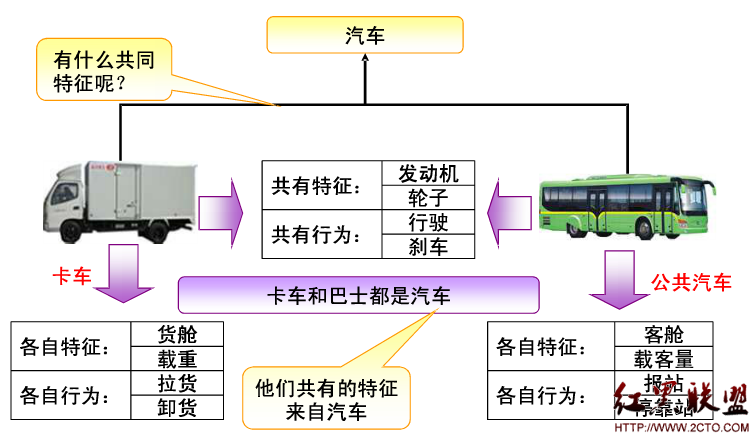 汽车
有什么共同
特征呢？
共有特征：
发动机
轮子
共有行为：
行驶
刹车
卡车
公共汽车
卡车和巴士都是汽车
各自特征：
货舱
载重
各自行为：
拉货
卸货
他们共有的特征
来自汽车
各自特征：
客舱
载客量
各自行为：
报站
停靠站
红黑联盟
HTTP://WWW.2CTO.COM